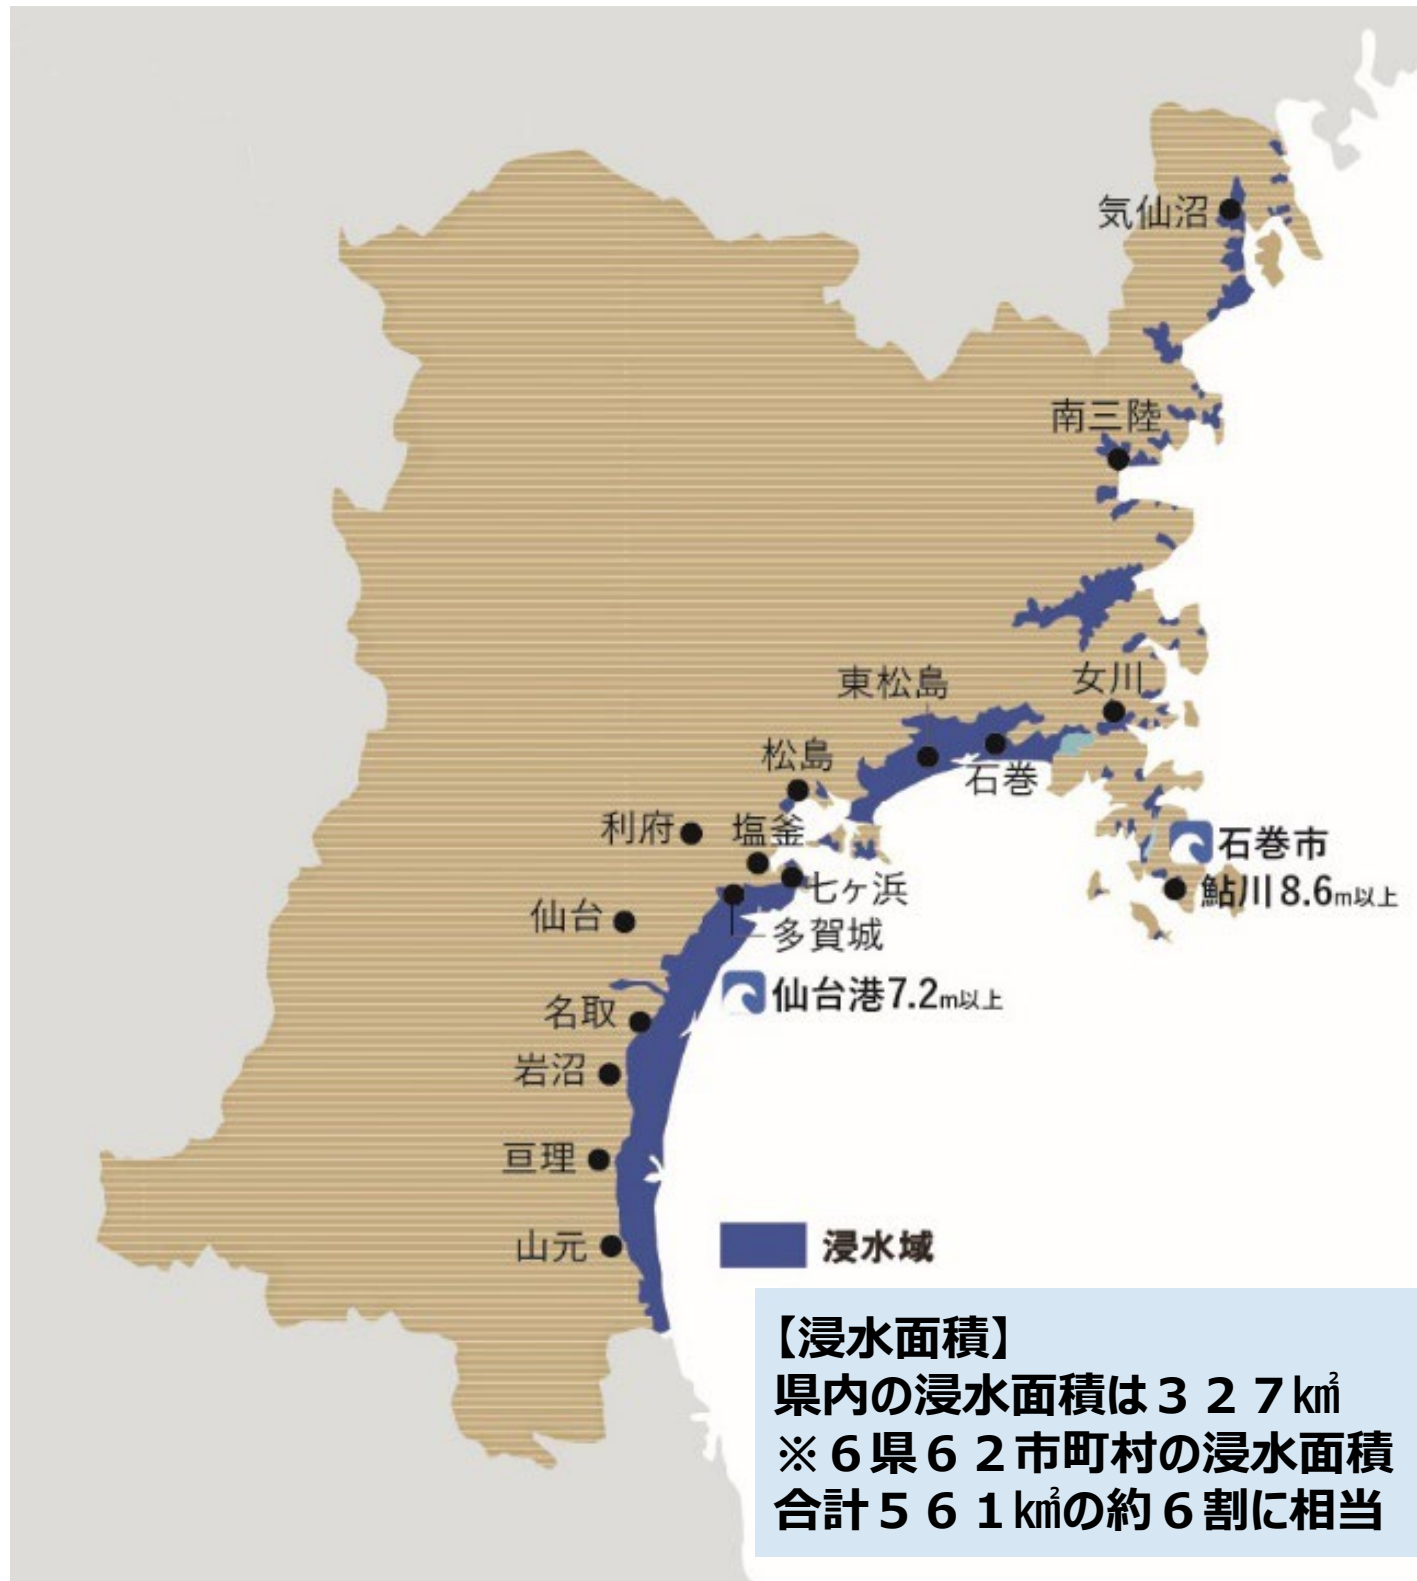 気仙沼
南三陸
女川
東松島
石巻
松島
利府
塩釜
七ヶ浜
石巻市
鮎川8.6m以上
仙台
多賀城
仙台港7.2m以上
名取
岩沼
亘理
山元
浸水域
【浸水面積】
県内の浸水面積は３２７㎢
※６県６２市町村の浸水面積
合計５６１㎢の約６割に相当